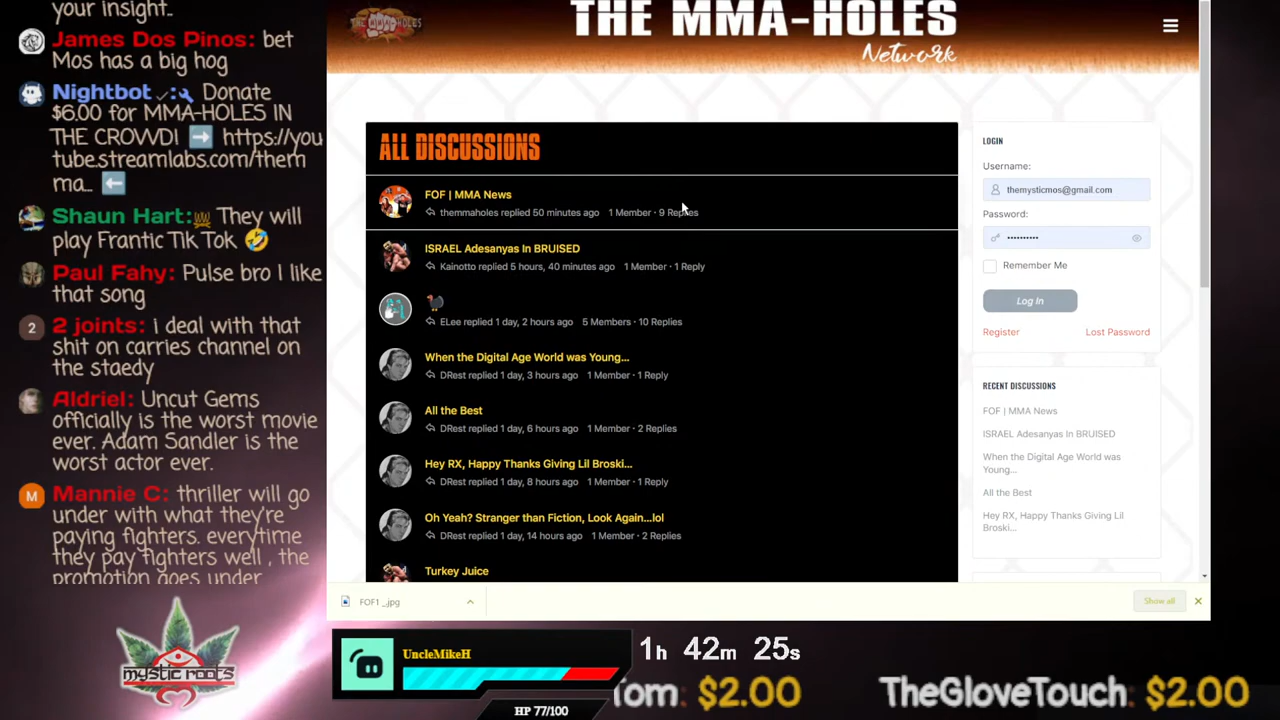 your insight..
James Dos Pinos: bet
Mos has a big hog
Nightbot: Donate
$6.00 for MMA-HOLES IN
THE CROWD! ➡️ https://you
tube.streamlabs.com/them
ma... ⬅️
Shaun Hart: They will
play Frantic Tik Tok 🤣
Paul Fahy: Pulse bro I like
that song
2 2 joints: i deal with that
shit on carries channel on
the staedy
Aldriel: Uncut Gems
officially is the worst movie
ever. Adam Sandler is the
worst actor ever.
M Mannie C: thriller will go
under with what they're
paying fighters. everytime
they pay fighters well , the
promotion goes under
mystic roots
THE MMA-HOLES
Network
ALL DISCUSSIONS
FOF | MMA News
themmaholes replied 50 minutes ago 1 Member · 9 Replies
ISRAEL Adesanyas In BRUISED
Kainotto replied 5 hours, 40 minutes ago 1 Member · 1 Reply
🦃
ELee replied 1 day, 2 hours ago 5 Members · 10 Replies
When the Digital Age World was Young...
DRest replied 1 day, 3 hours ago 1 Member · 1 Reply
All the Best
DRest replied 1 day, 6 hours ago 1 Member · 2 Replies
Hey RX, Happy Thanks Giving Lil Broski...
DRest replied 1 day, 8 hours ago 1 Member · 1 Reply
Oh Yeah? Stranger than Fiction, Look Again...lol
DRest replied 1 day, 14 hours ago 1 Member · 2 Replies
Turkey Juice
LOGIN
Username:
themysticmos@gmail.com
Password:
••••••••••
Remember Me
Log In
Register Lost Password
RECENT DISCUSSIONS
FOF | MMA News
ISRAEL Adesanyas In BRUISED
When the Digital Age World was
Young...
All the Best
Hey RX, Happy Thanks Giving Lil
Broski...
FOF1_.jpg
Show all
UncleMikeH
HP 77/100
1h 42m 25s
Tom: $2.00 TheGloveTouch: $2.00